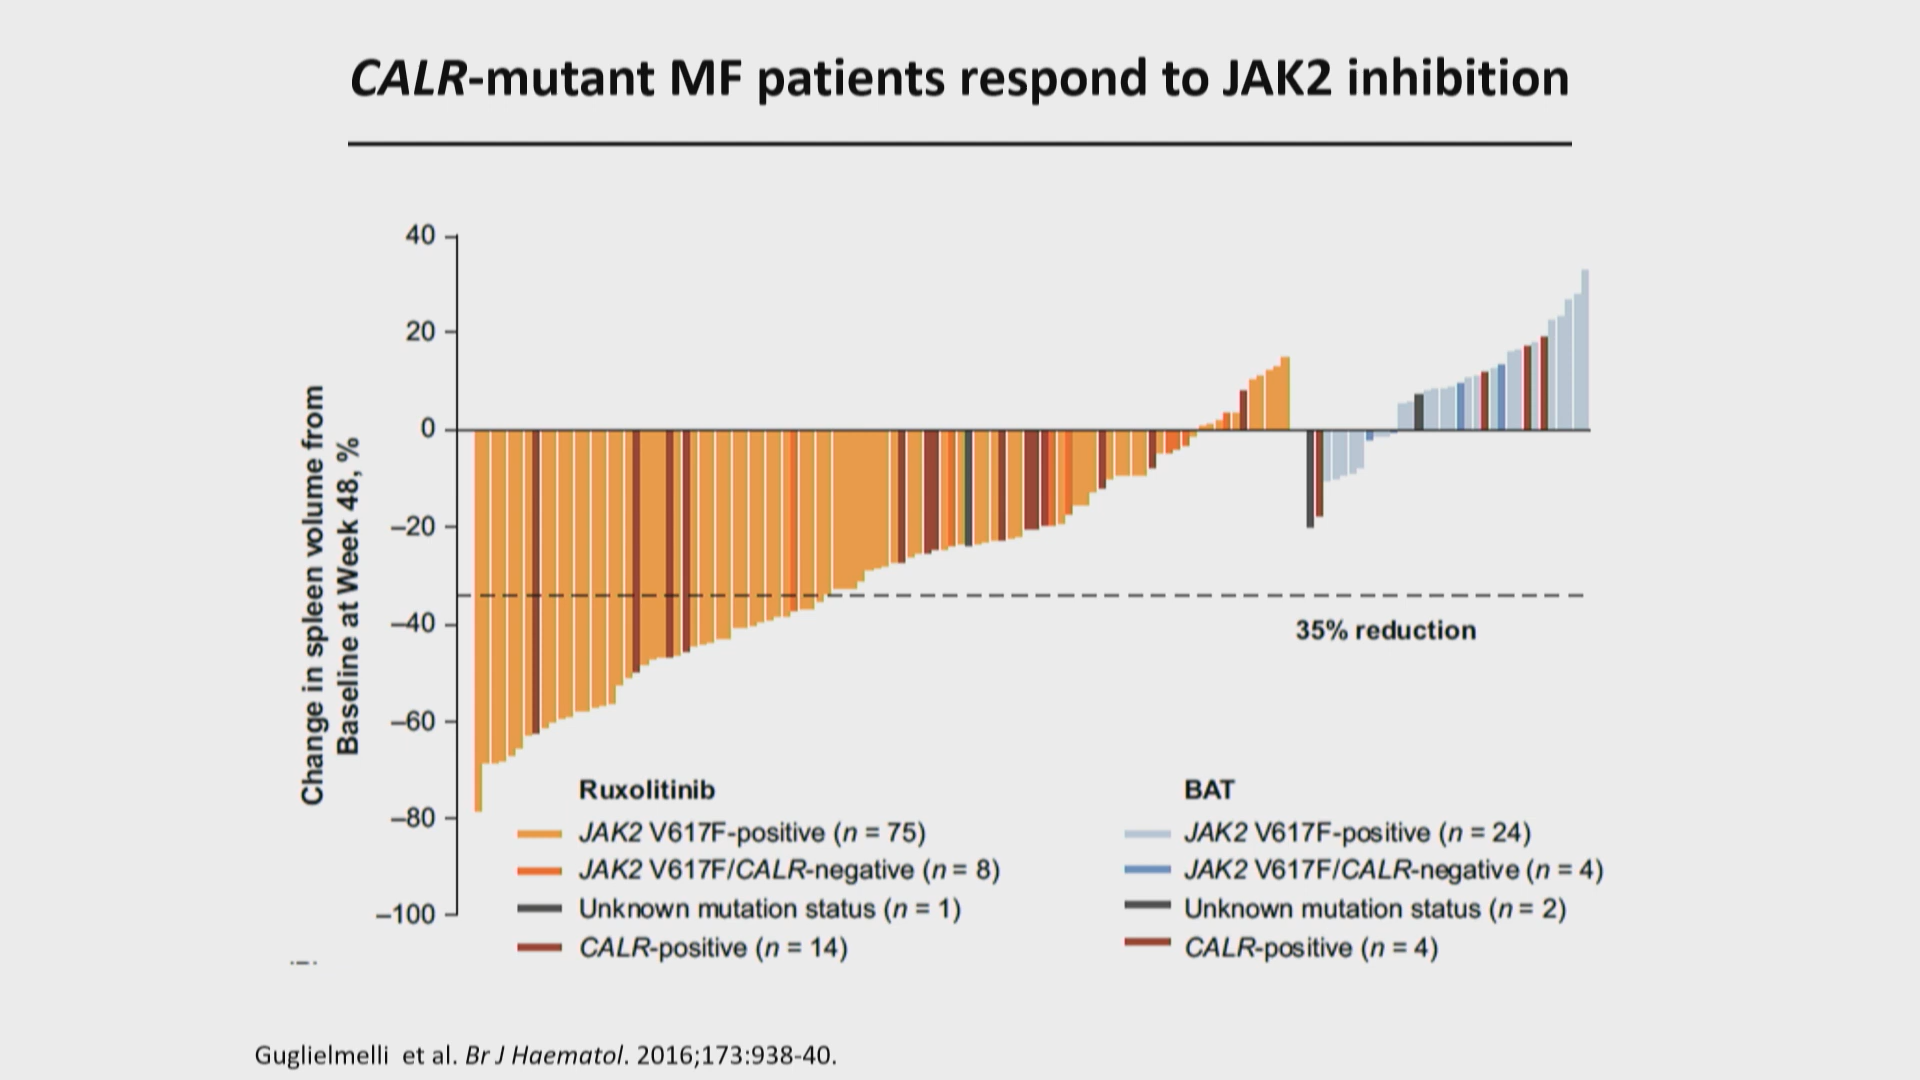 CALR-mutant MF patients respond to JAK2 inhibition
Change in spleen volume from
Baseline at Week 48, %
40
20
0
–20
–40
–60
–80
–100
35% reduction
Ruxolitinib
JAK2 V617F-positive (n = 75)
JAK2 V617F/CALR-negative (n = 8)
Unknown mutation status (n = 1)
CALR-positive (n = 14)
BAT
JAK2 V617F-positive (n = 24)
JAK2 V617F/CALR-negative (n = 4)
Unknown mutation status (n = 2)
CALR-positive (n = 4)
Guglielmelli et al. Br J Haematol. 2016;173:938-40.